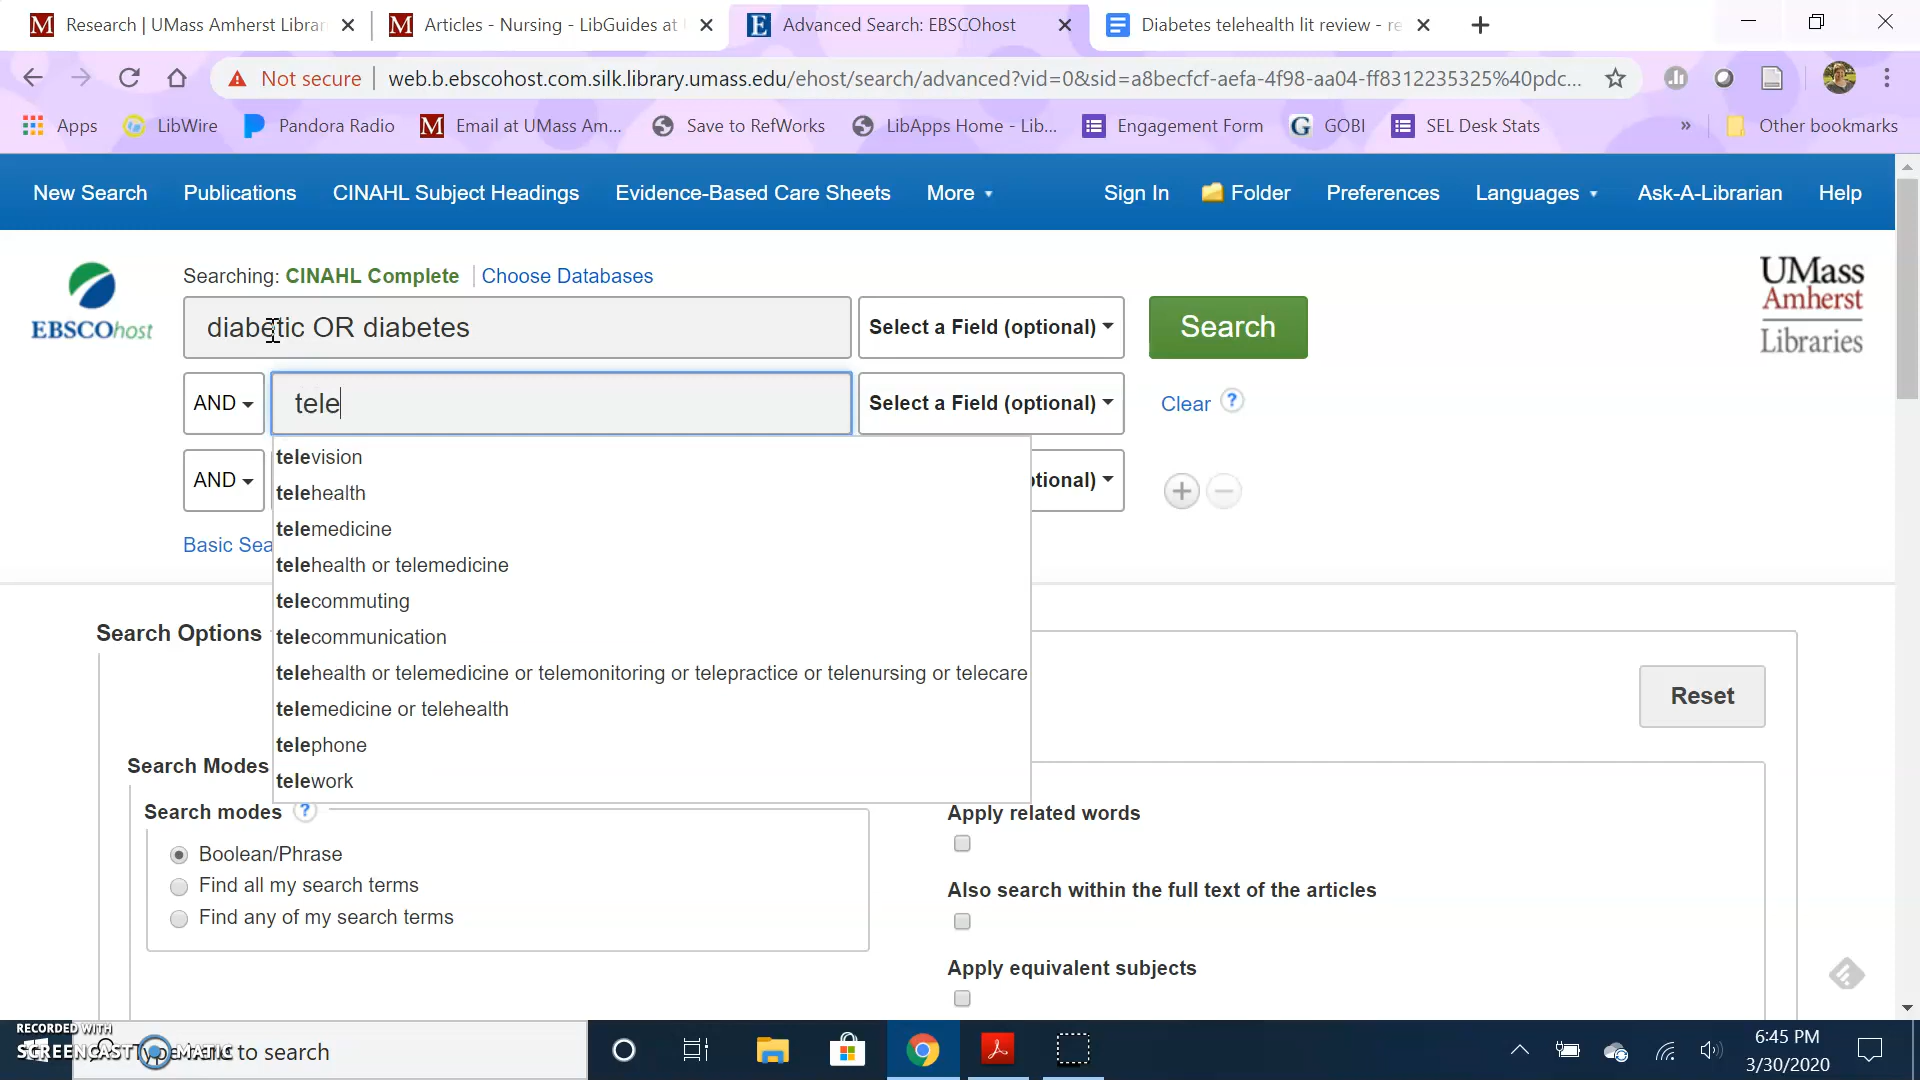 Research | UMass Amherst Librar
Articles - Nursing - LibGuides at
Advanced Search: EBSCOhost
Diabetes telehealth lit review - re
Not secure
web.b.ebscohost.com.silk.library.umass.edu/ehost/search/advanced?vid=0&sid=a8becfcf-aefa-4f98-aa04-ff8312235325%40pdc...
Apps
LibWire
Pandora Radio
Email at UMass Am...
Save to RefWorks
LibApps Home - Lib...
Engagement Form
GOBI
SEL Desk Stats
»
Other bookmarks
New Search
Publications
CINAHL Subject Headings
Evidence-Based Care Sheets
More
Sign In
Folder
Preferences
Languages
Ask-A-Librarian
Help
EBSCOhost
Searching: CINAHL Complete
Choose Databases
UMass
Amherst
Libraries
diabetic OR diabetes
Select a Field (optional)
Search
AND
tele
Select a Field (optional)
Clear
?
AND
television
telehealth
telemedicine
telehealth or telemedicine
telecommuting
telecommunication
telehealth or telemedicine or telemonitoring or telepractice or telenursing or telecare
telemedicine or telehealth
telephone
telework
tional)
Basic Sea
Search Options
Reset
Search Modes
Search modes
?
Boolean/Phrase
Find all my search terms
Find any of my search terms
Apply related words
Also search within the full text of the articles
Apply equivalent subjects
RECORDED WITH
SCREENCAST MATIC
to search
6:45 PM
3/30/2020